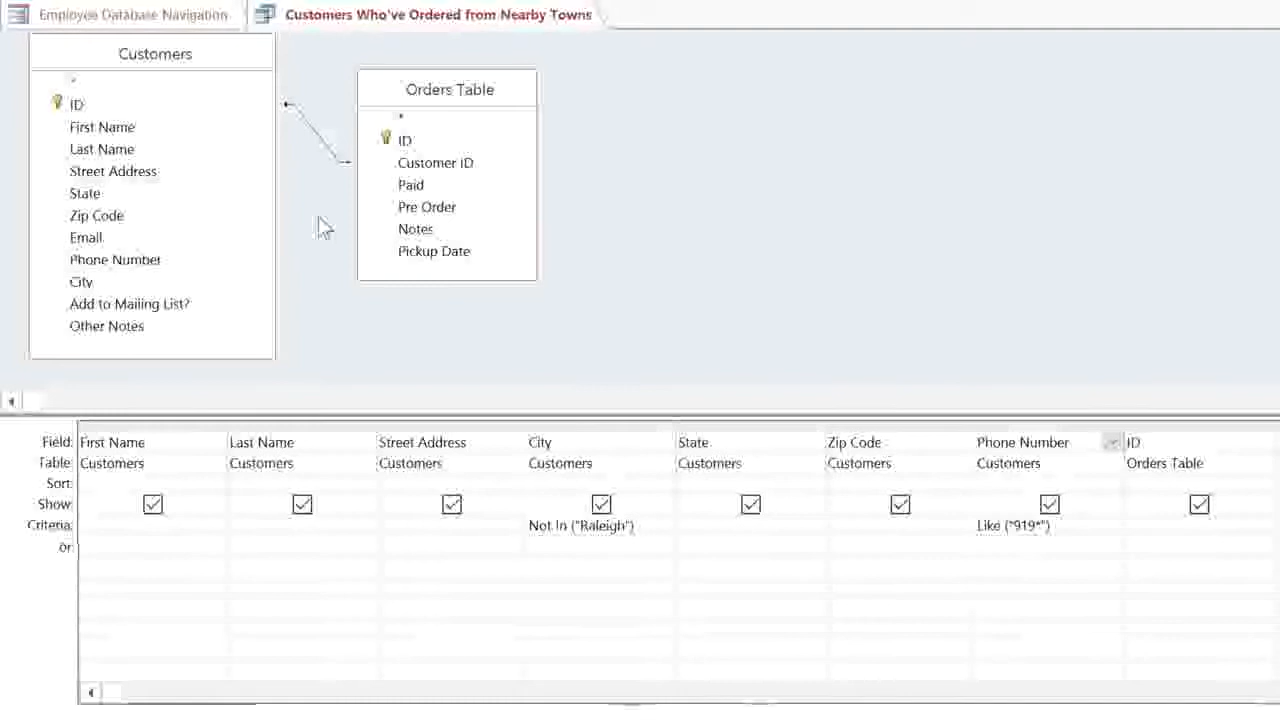 Employee Database Navigation
Customers Who've Ordered from Nearby Towns
Customers
*
ID
First Name
Last Name
Street Address
State
Zip Code
Email
Phone Number
City
Add to Mailing List?
Other Notes
Orders Table
*
ID
Customer ID
Paid
Pre Order
Notes
Pickup Date
Field: First Name Last Name Street Address City State Zip Code Phone Number ID
Table: Customers Customers Customers Customers Customers Customers Customers Orders Table
Sort:
Show:
Criteria: Not In ("Raleigh") Like ("919*")
or: